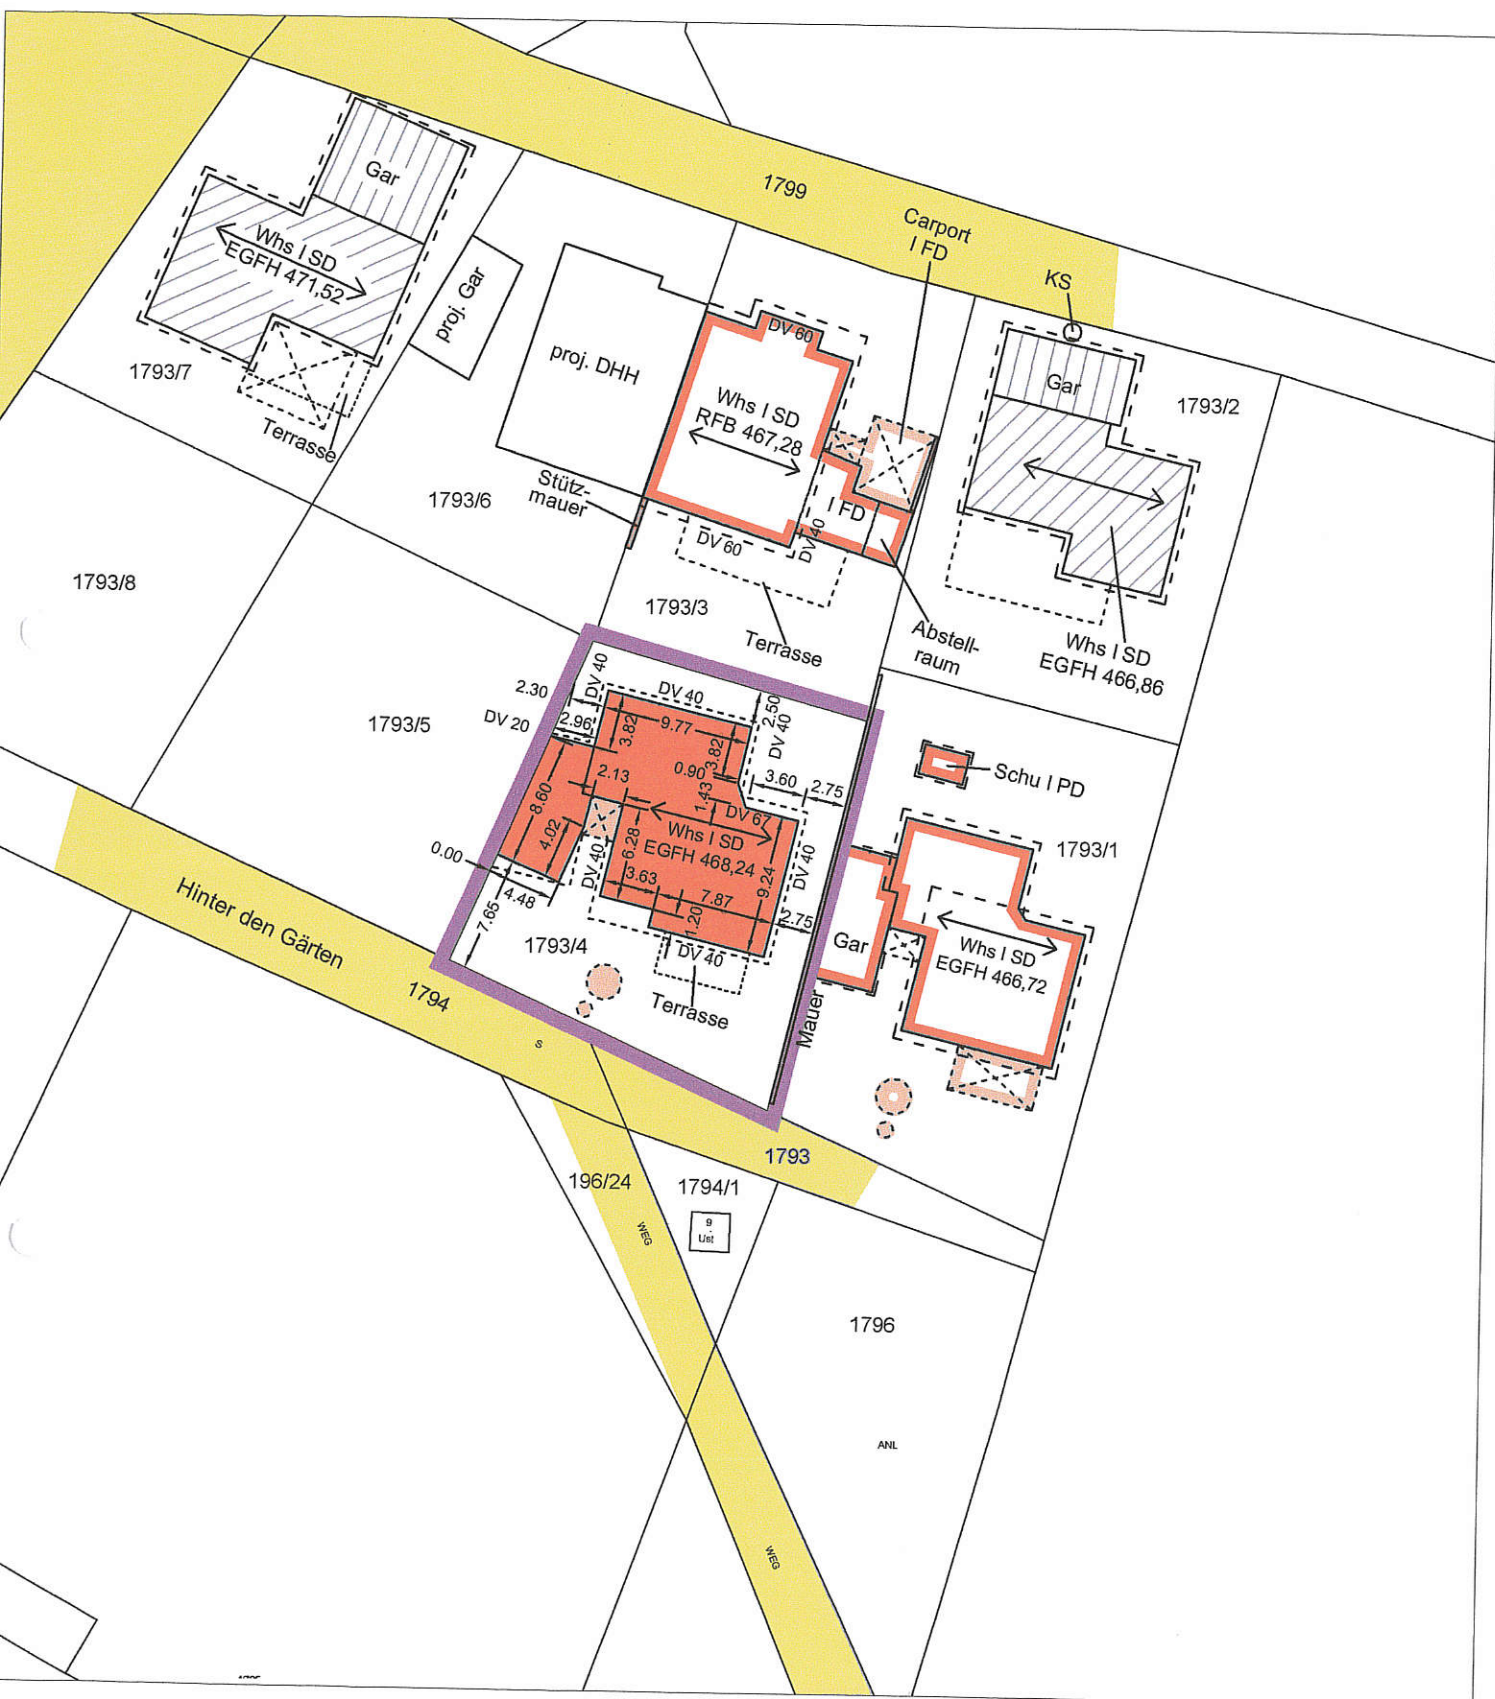 1799
Carport
I FD
KS
Gar
Whs I SD
EGFH 471,52
proj. Gar
1793/7
Terrasse
proj. DHH
DV 60
Whs I SD
RFB 467,28
Gar
1793/2
Stütz-
mauer
1793/6
I FD
DV 40
DV 60
1793/8
1793/3
Terrasse
Abstell-
raum
Whs I SD
EGFH 466,86
2.30
DV 40
DV 40
2.50
DV 40
1793/5
DV 20
2.96
3.82
9.77
3.82
0.90
3.60
2.75
Schu I PD
2.13
8.60
1.43
DV 67
Whs I SD
EGFH 468,24
4.02
6.28
DV 40
DV 40
1793/1
0.00
3.63
7.87
9.24
4.48
7.65
1.20
2.75
Hinter den Gärten
1793/4
DV 40
Gar
Whs I SD
EGFH 466,72
1794
Terrasse
Mauer
S
1793
196/24
1794/1
WEG
9
Ust
1796
ANL
WEG